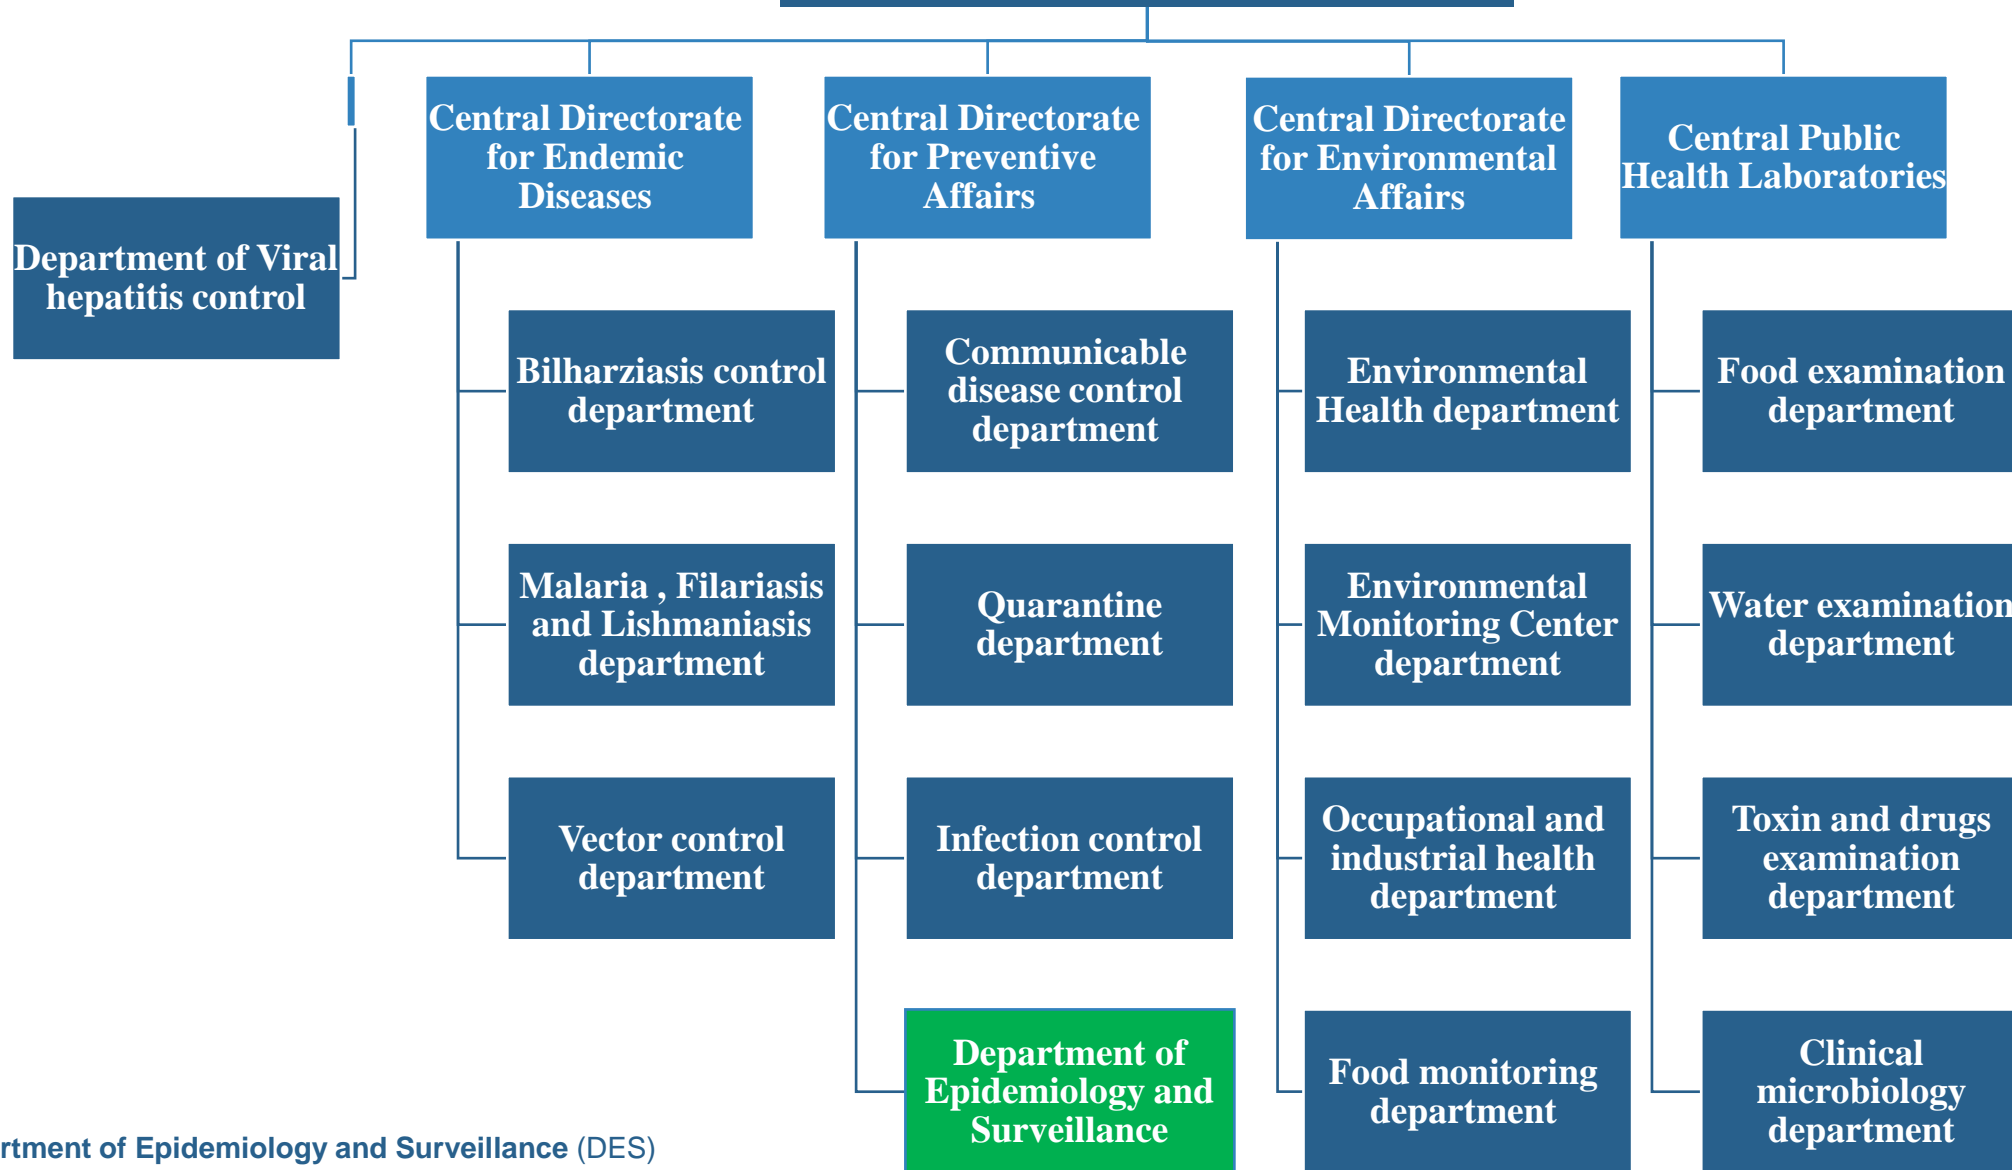 Central Directorate
for Endemic
Diseases
Central Directorate
for Preventive
Affairs
Central Directorate
for Environmental
Affairs
Central Public
Health Laboratories
Department of Viral
hepatitis control
Bilharziasis control
department
Malaria , Filariasis
and Lishmaniasis
department
Vector control
department
Communicable
disease control
department
Quarantine
department
Infection control
department
Department of
Epidemiology and
Surveillance
Environmental
Health department
Environmental
Monitoring Center
department
Occupational and
industrial health
department
Food monitoring
department
Food examination
department
Water examination
department
Toxin and drugs
examination
department
Clinical
microbiology
department
rtment of Epidemiology and Surveillance (DES)